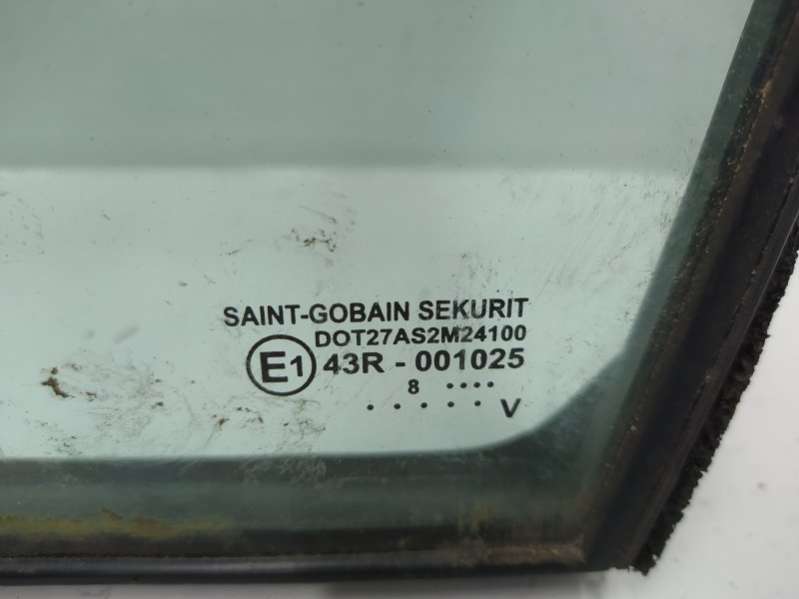 SAINT-GOBAIN SEKURIT
DOT27AS2M24100
E1 43R - 001025
8 ....
...... V